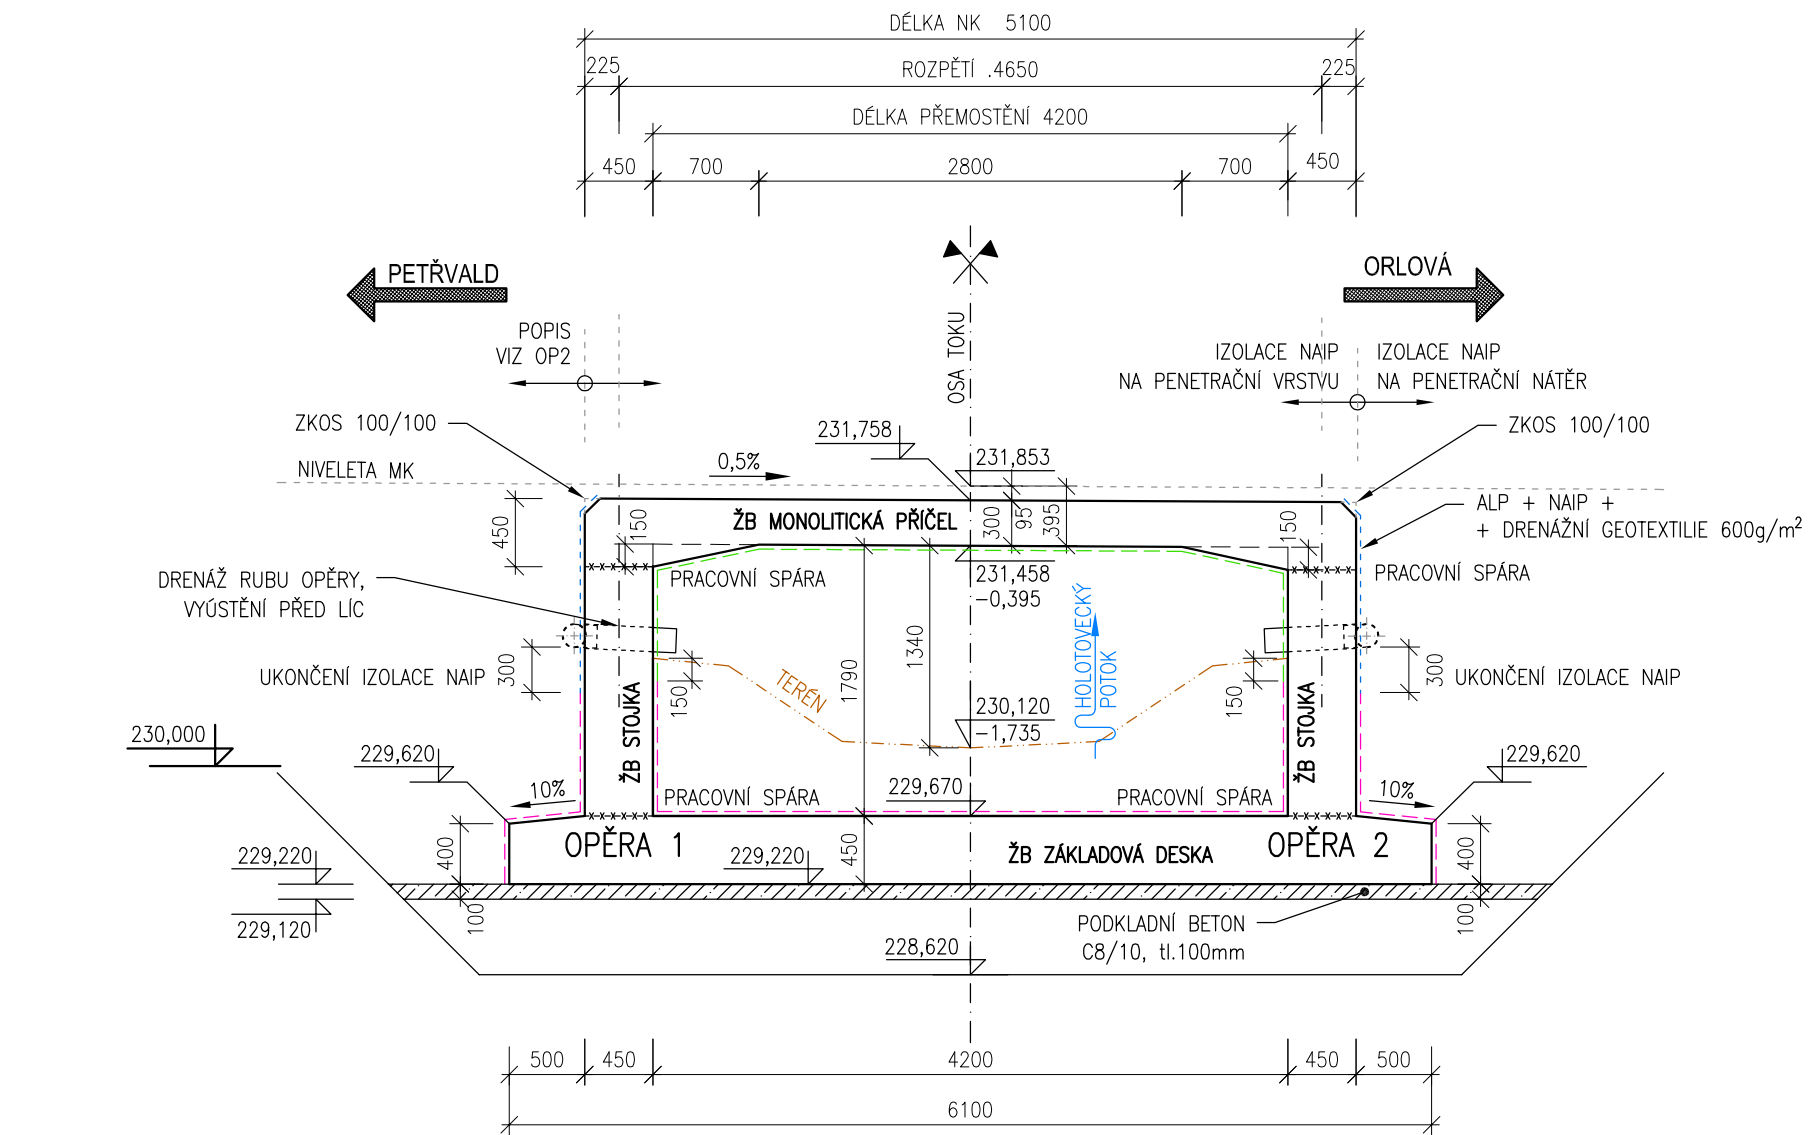 DÉLKA NK 5100
225
ROZPĚTÍ .4650
225
DÉLKA PŘEMOSTĚNÍ 4200
450
700
2800
700
450
PETŘVALD
ORLOVÁ
POPIS
VIZ OP2
OSA TOKU
IZOLACE NAIP
NA PENETRAČNÍ VRSTVU
IZOLACE NAIP
NA PENETRAČNÍ NÁTĚR
ZKOS 100/100
231,758
ZKOS 100/100
NIVELETA MK
0,5%
231,853
450
150
ŽB MONOLITICKÁ PŘÍČEL
300
95
395
150
ALP + NAIP +
+ DRENÁŽNÍ GEOTEXTILIE 600g/m²
DRENÁŽ RUBU OPĚRY,
VYÚSTĚNÍ PŘED LÍC
PRACOVNÍ SPÁRA
231,458
-0,395
PRACOVNÍ SPÁRA
HOLOTOVECKÝ
POTOK
1340
1790
UKONČENÍ IZOLACE NAIP
300
150
TERÉN
150
300
UKONČENÍ IZOLACE NAIP
230,120
-1,735
ŽB STOJKA
ŽB STOJKA
230,000
229,620
229,620
10%
PRACOVNÍ SPÁRA
229,670
PRACOVNÍ SPÁRA
10%
OPĚRA 1
OPĚRA 2
400
229,220
229,220
450
ŽB ZÁKLADOVÁ DESKA
400
100
229,120
PODKLADNÍ BETON
C8/10, tl.100mm
100
228,620
500
450
4200
450
500
6100